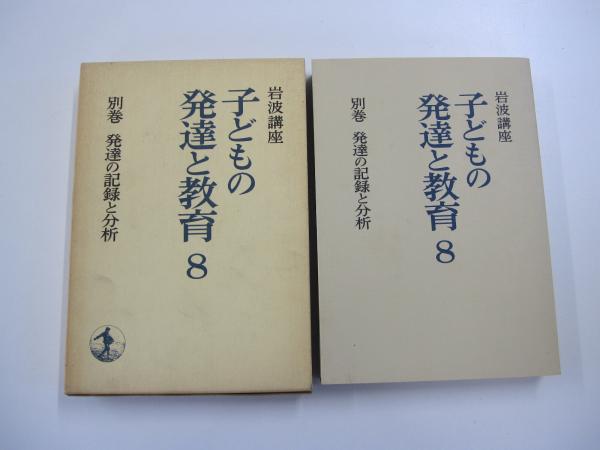 岩波講座
子どもの
発達と教育 8
別巻 発達の記録と分析
岩波講座
子どもの
発達と教育 8
別巻 発達の記録と分析